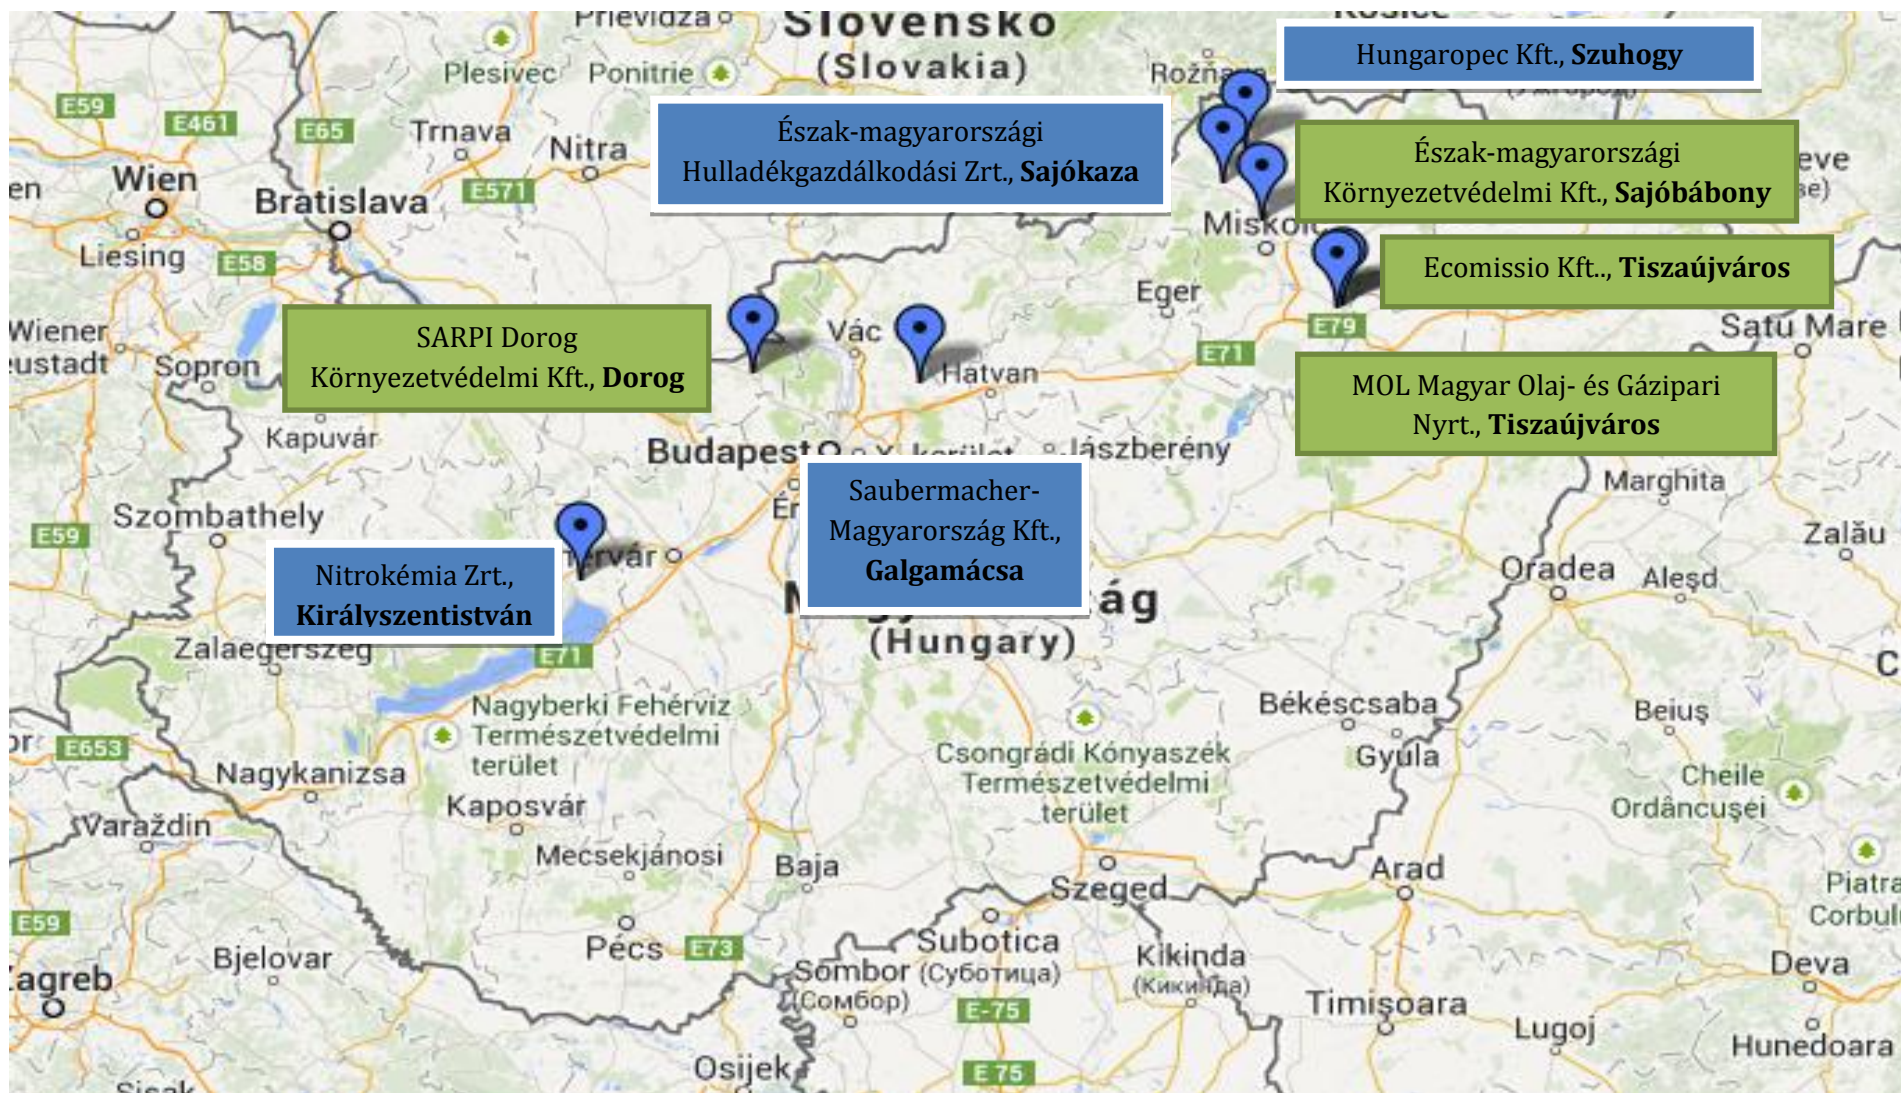 Prievidza
Slovensko
(Slovakia)
Plesivec
Ponitrie
Hungaropec Kft., Szuhogy
E59
E461
E65
Trnava
Nitra
E571
Észak-magyarországi
Hulladékgazdálkodási Zrt., Sajókaza
Észak-magyarországi
Környezetvédelmi Kft., Sajóbábony
Wien
Bratislava
Liesing
E58
Ecomissio Kft.., Tiszaújváros
Eger
E79
E71
Satu Mare
Wiener
Sopron
SARPI Dorog
Környezetvédelmi Kft., Dorog
Vác
Hatvan
MOL Magyar Olaj- és Gázipari
Nyrt., Tiszaújváros
Kapuvár
Budapest
Jászberény
Marghita
Szombathely
E59
Saubermacher-
Magyarország Kft.,
Galgamácsa
Zalău
Nitrokémia Zrt.,
Királyszentistván
Oradea
Aleşd
(Hungary)
Zalaegerszeg
E71
Nagyberki Fehérvíz
Természetvédelmi
terület
Békéscsaba
Gyula
Beiuş
E653
Nagykanizsa
Kaposvár
Csongrádi Kónyaszék
Természetvédelmi
terület
Cheile
Ordâncuşei
Varaždin
Mecsekjánosi
Baja
Szeged
Arad
Piatra
E59
Pécs
E73
Bjelovar
Subotica
(Суботица)
Sombor
(Сомбор)
Kikinda
(Кикинда)
Deva
E-75
Timişoara
Lugoj
Hunedoara
Osijek
E 75